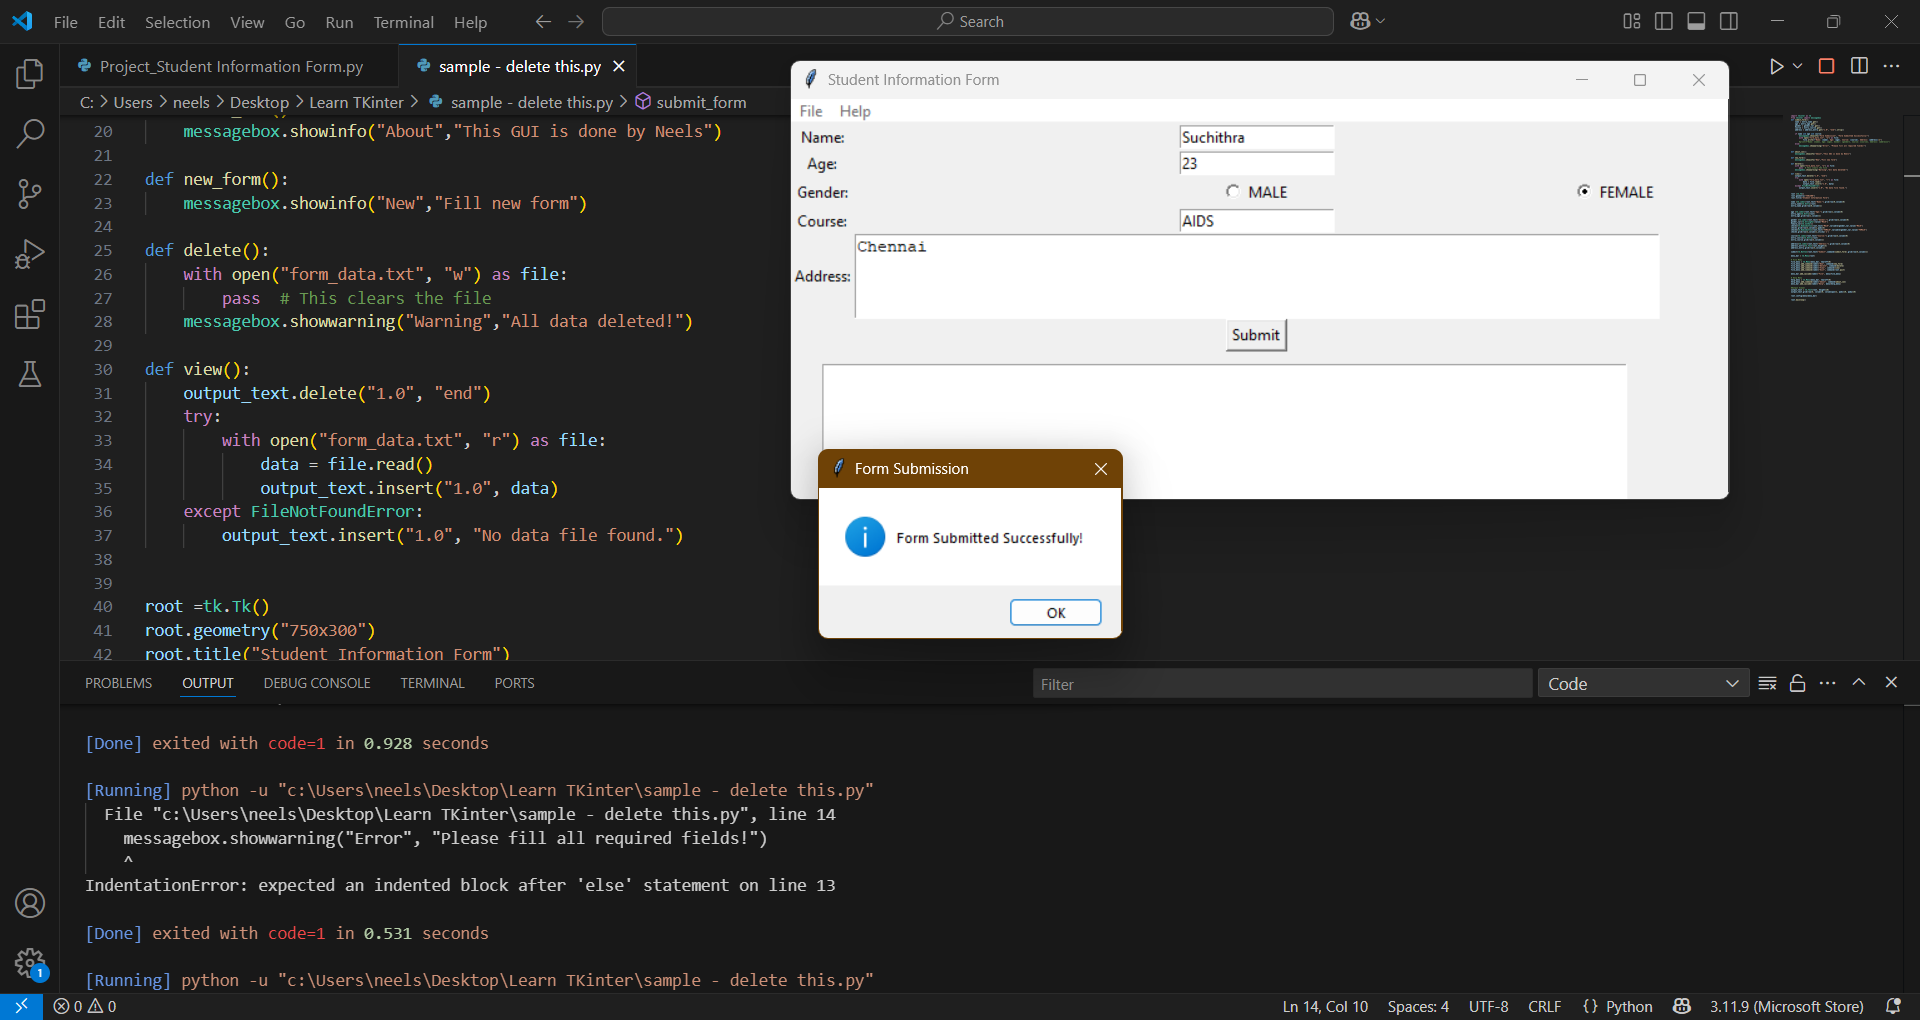 File Edit Selection View Go Run Terminal Help
Search
Project_Student Information Form.py
sample - delete this.py
C: > Users > neels > Desktop > Learn TKinter > sample - delete this.py > submit_form
20 messagebox.showinfo("About","This GUI is done by Neels")
21
22 def new_form():
23 messagebox.showinfo("New","Fill new form")
24
25 def delete():
26 with open("form_data.txt", "w") as file:
27 pass # This clears the file
28 messagebox.showwarning("Warning","All data deleted!")
29
30 def view():
31 output_text.delete("1.0", "end")
32 try:
33 with open("form_data.txt", "r") as file:
34 data = file.read()
35 output_text.insert("1.0", data)
36 except FileNotFoundError:
37 output_text.insert("1.0", "No data file found.")
38
39
40 root =tk.Tk()
41 root.geometry("750x300")
42 root.title("Student Information Form")
Student Information Form
File Help
Name: Suchithra
Age: 23
Gender: MALE FEMALE
Course: AIDS
Address: Chennai
Submit
Form Submission
Form Submitted Successfully!
OK
PROBLEMS OUTPUT DEBUG CONSOLE TERMINAL PORTS
Filter
Code
[Done] exited with code=1 in 0.928 seconds
[Running] python -u "c:\Users\neels\Desktop\Learn TKinter\sample - delete this.py"
File "c:\Users\neels\Desktop\Learn TKinter\sample - delete this.py", line 14
messagebox.showwarning("Error", "Please fill all required fields!")
^
IndentationError: expected an indented block after 'else' statement on line 13
[Done] exited with code=1 in 0.531 seconds
[Running] python -u "c:\Users\neels\Desktop\Learn TKinter\sample - delete this.py"
1
0 0
Ln 14, Col 10 Spaces: 4 UTF-8 CRLF {} Python 3.11.9 (Microsoft Store)